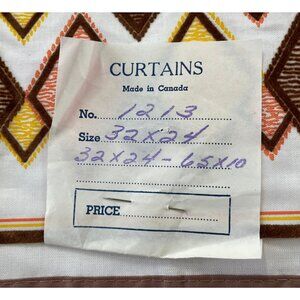 CURTAINS
Made in Canada
No. 1213
Size 32X24
32X24-65X10
PRICE